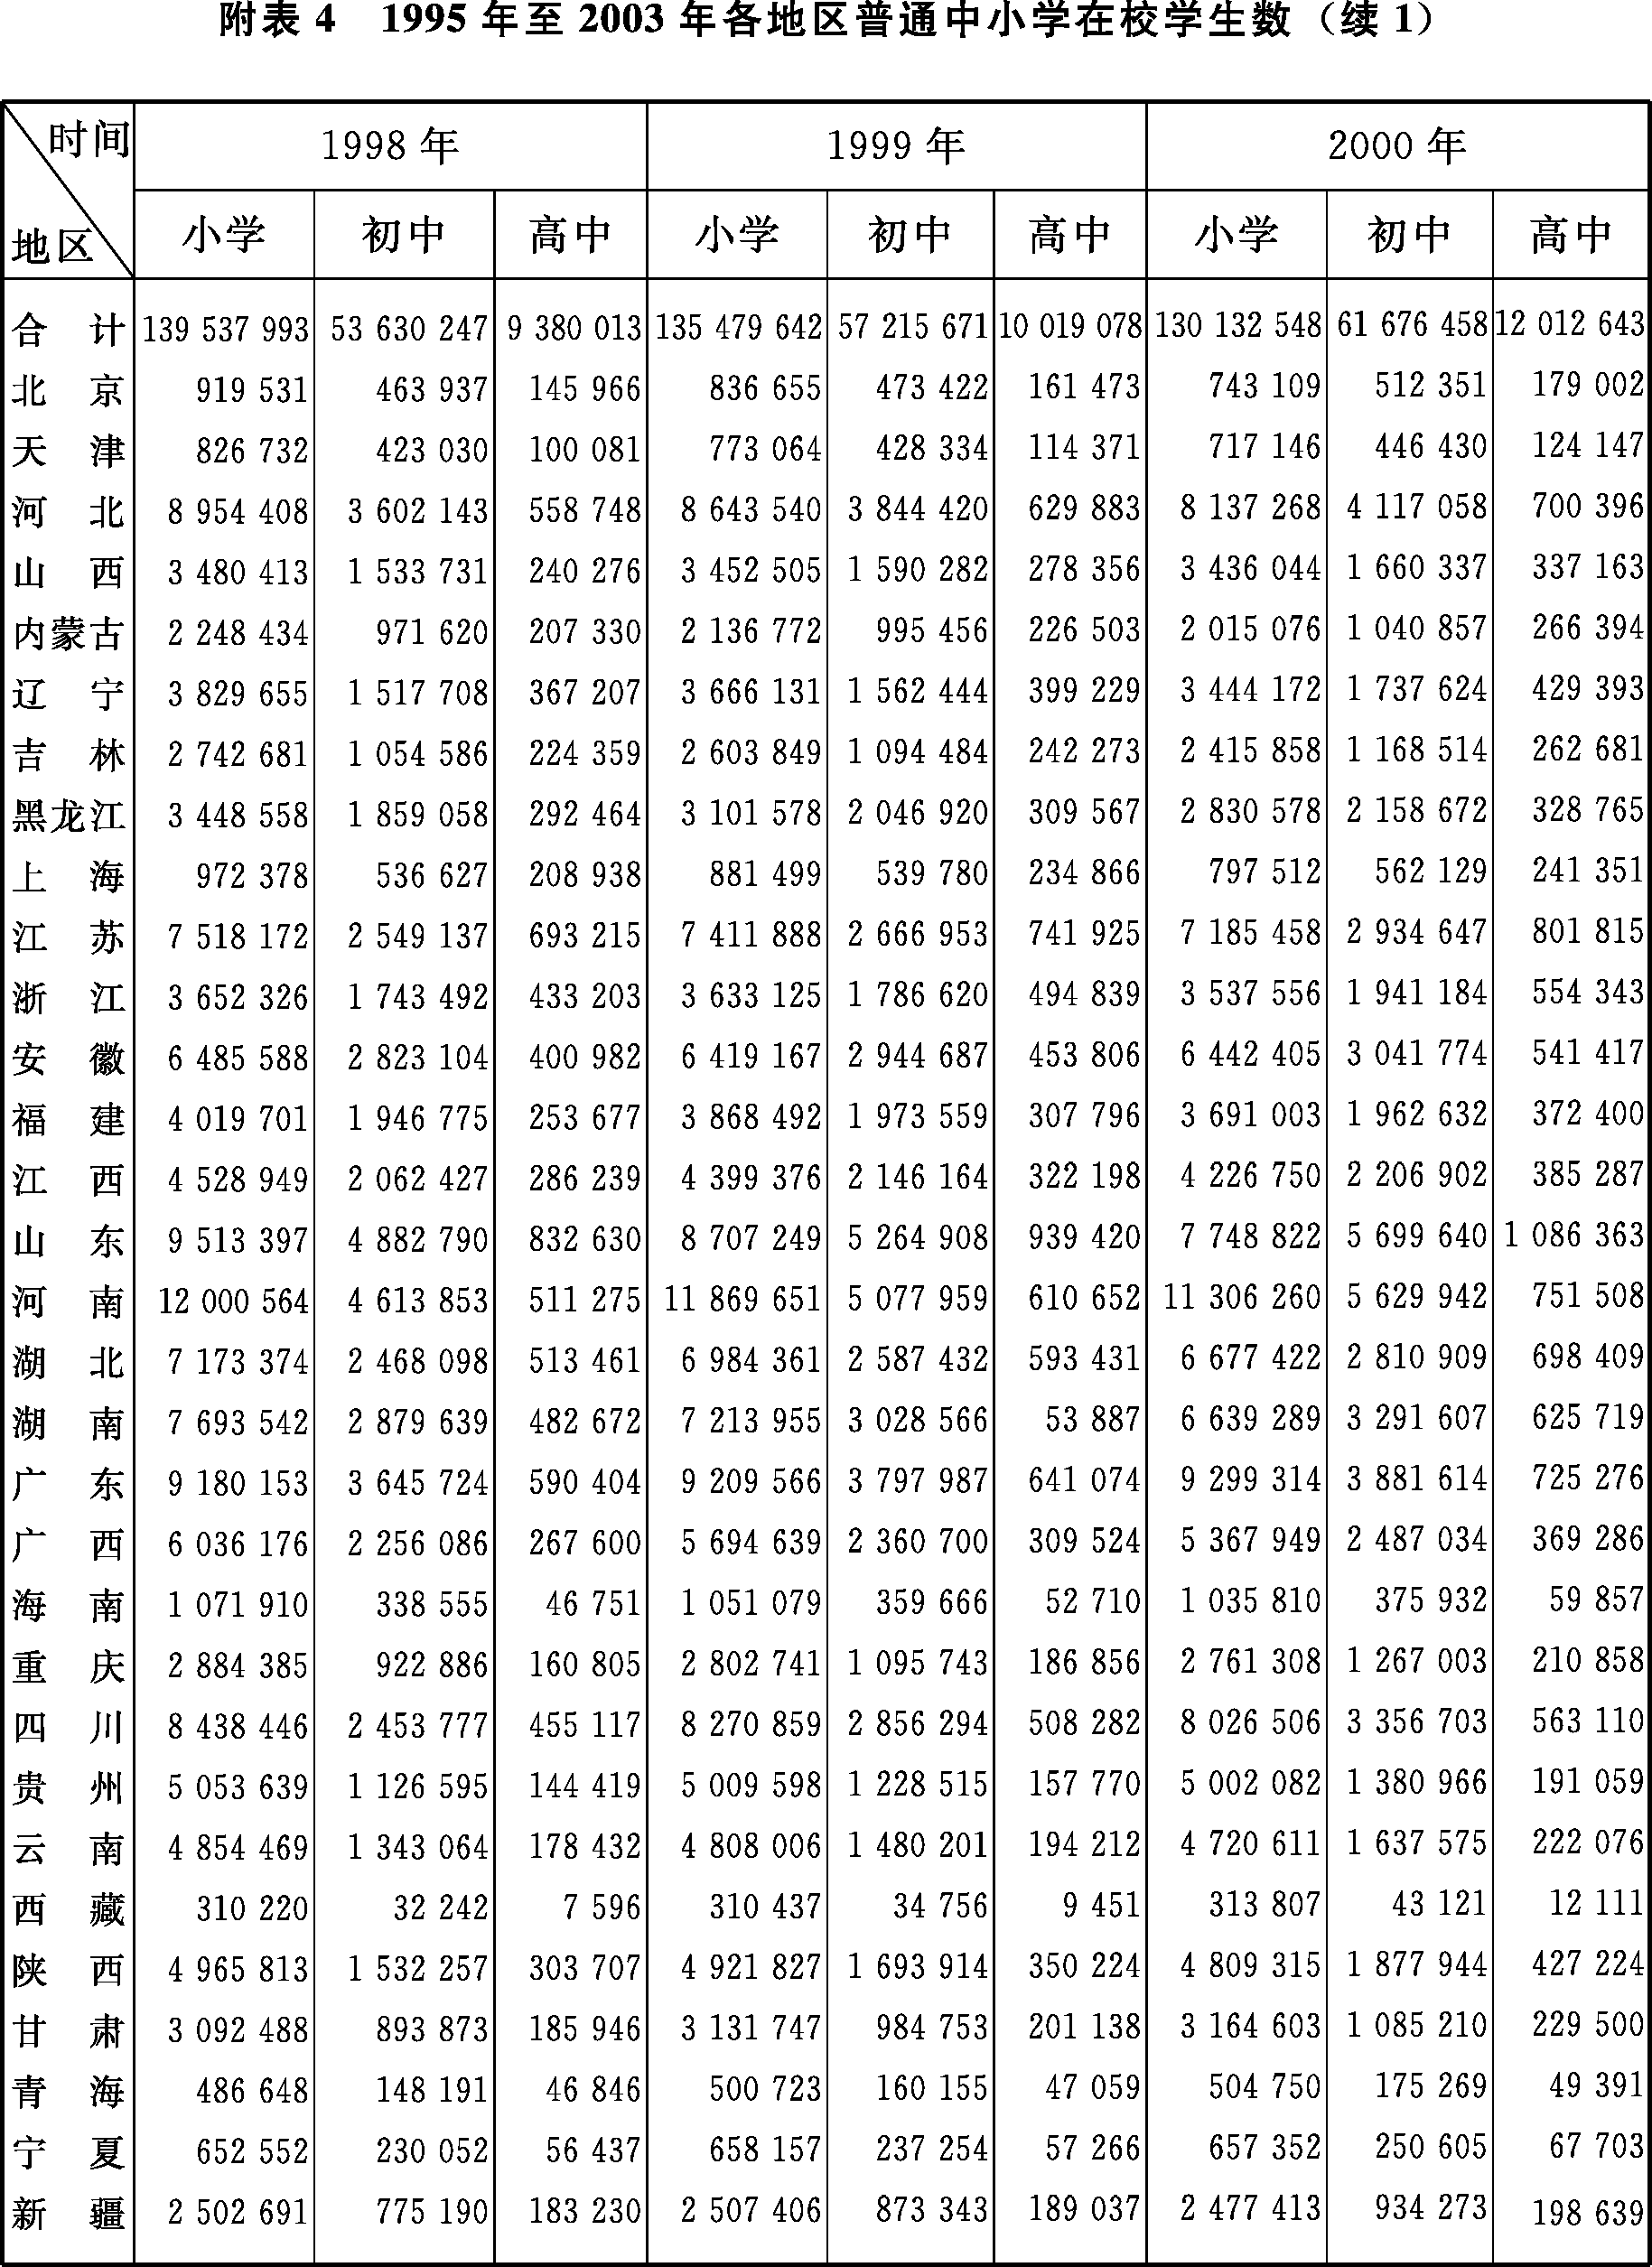 附表 4 1995 年至 2003 年各地区普通中小学在校学生数（续 1）
时间 1998 年 1999 年 2000 年
地区 小学 初中 高中 小学 初中 高中 小学 初中 高中
合计 139 537 993 53 630 247 9 380 013 135 479 642 57 215 671 10 019 078 130 132 548 61 676 458 12 012 643
北京 919 531 463 937 145 966 836 655 473 422 161 473 743 109 512 351 179 002
天津 826 732 423 030 100 081 773 064 428 334 114 371 717 146 446 430 124 147
河北 8 954 408 3 602 143 558 748 8 643 540 3 844 420 629 883 8 137 268 4 117 058 700 396
山西 3 480 413 1 533 731 240 276 3 452 505 1 590 282 278 356 3 436 044 1 660 337 337 163
内蒙古 2 248 434 971 620 207 330 2 136 772 995 456 226 503 2 015 076 1 040 857 266 394
辽宁 3 829 655 1 517 708 367 207 3 666 131 1 562 444 399 229 3 444 172 1 737 624 429 393
吉林 2 742 681 1 054 586 224 359 2 603 849 1 094 484 242 273 2 415 858 1 168 514 262 681
黑龙江 3 448 558 1 859 058 292 464 3 101 578 2 046 920 309 567 2 830 578 2 158 672 328 765
上海 972 378 536 627 208 938 881 499 539 780 234 866 797 512 562 129 241 351
江苏 7 518 172 2 549 137 693 215 7 411 888 2 666 953 741 925 7 185 458 2 934 647 801 815
浙江 3 652 326 1 743 492 433 203 3 633 125 1 786 620 494 839 3 537 556 1 941 184 554 343
安徽 6 485 588 2 823 104 400 982 6 419 167 2 944 687 453 806 6 442 405 3 041 774 541 417
福建 4 019 701 1 946 775 253 677 3 868 492 1 973 559 307 796 3 691 003 1 962 632 372 400
江西 4 528 949 2 062 427 286 239 4 399 376 2 146 164 322 198 4 226 750 2 206 902 385 287
山东 9 513 397 4 882 790 832 630 8 707 249 5 264 908 939 420 7 748 822 5 699 640 1 086 363
河南 12 000 564 4 613 853 511 275 11 869 651 5 077 959 610 652 11 306 260 5 629 942 751 508
湖北 7 173 374 2 468 098 513 461 6 984 361 2 587 432 593 431 6 677 422 2 810 909 698 409
湖南 7 693 542 2 879 639 482 672 7 213 955 3 028 566 53 887 6 639 289 3 291 607 625 719
广东 9 180 153 3 645 724 590 404 9 209 566 3 797 987 641 074 9 299 314 3 881 614 725 276
广西 6 036 176 2 256 086 267 600 5 694 639 2 360 700 309 524 5 367 949 2 487 034 369 286
海南 1 071 910 338 555 46 751 1 051 079 359 666 52 710 1 035 810 375 932 59 857
重庆 2 884 385 922 886 160 805 2 802 741 1 095 743 186 856 2 761 308 1 267 003 210 858
四川 8 438 446 2 453 777 455 117 8 270 859 2 856 294 508 282 8 026 506 3 356 703 563 110
贵州 5 053 639 1 126 595 144 419 5 009 598 1 228 515 157 770 5 002 082 1 380 966 191 059
云南 4 854 469 1 343 064 178 432 4 808 006 1 480 201 194 212 4 720 611 1 637 575 222 076
西藏 310 220 32 242 7 596 310 437 34 756 9 451 313 807 43 121 12 111
陕西 4 965 813 1 532 257 303 707 4 921 827 1 693 914 350 224 4 809 315 1 877 944 427 224
甘肃 3 092 488 893 873 185 946 3 131 747 984 753 201 138 3 164 603 1 085 210 229 500
青海 486 648 148 191 46 846 500 723 160 155 47 059 504 750 175 269 49 391
宁夏 652 552 230 052 56 437 658 157 237 254 57 266 657 352 250 605 67 703
新疆 2 502 691 775 190 183 230 2 507 406 873 343 189 037 2 477 413 934 273 198 639